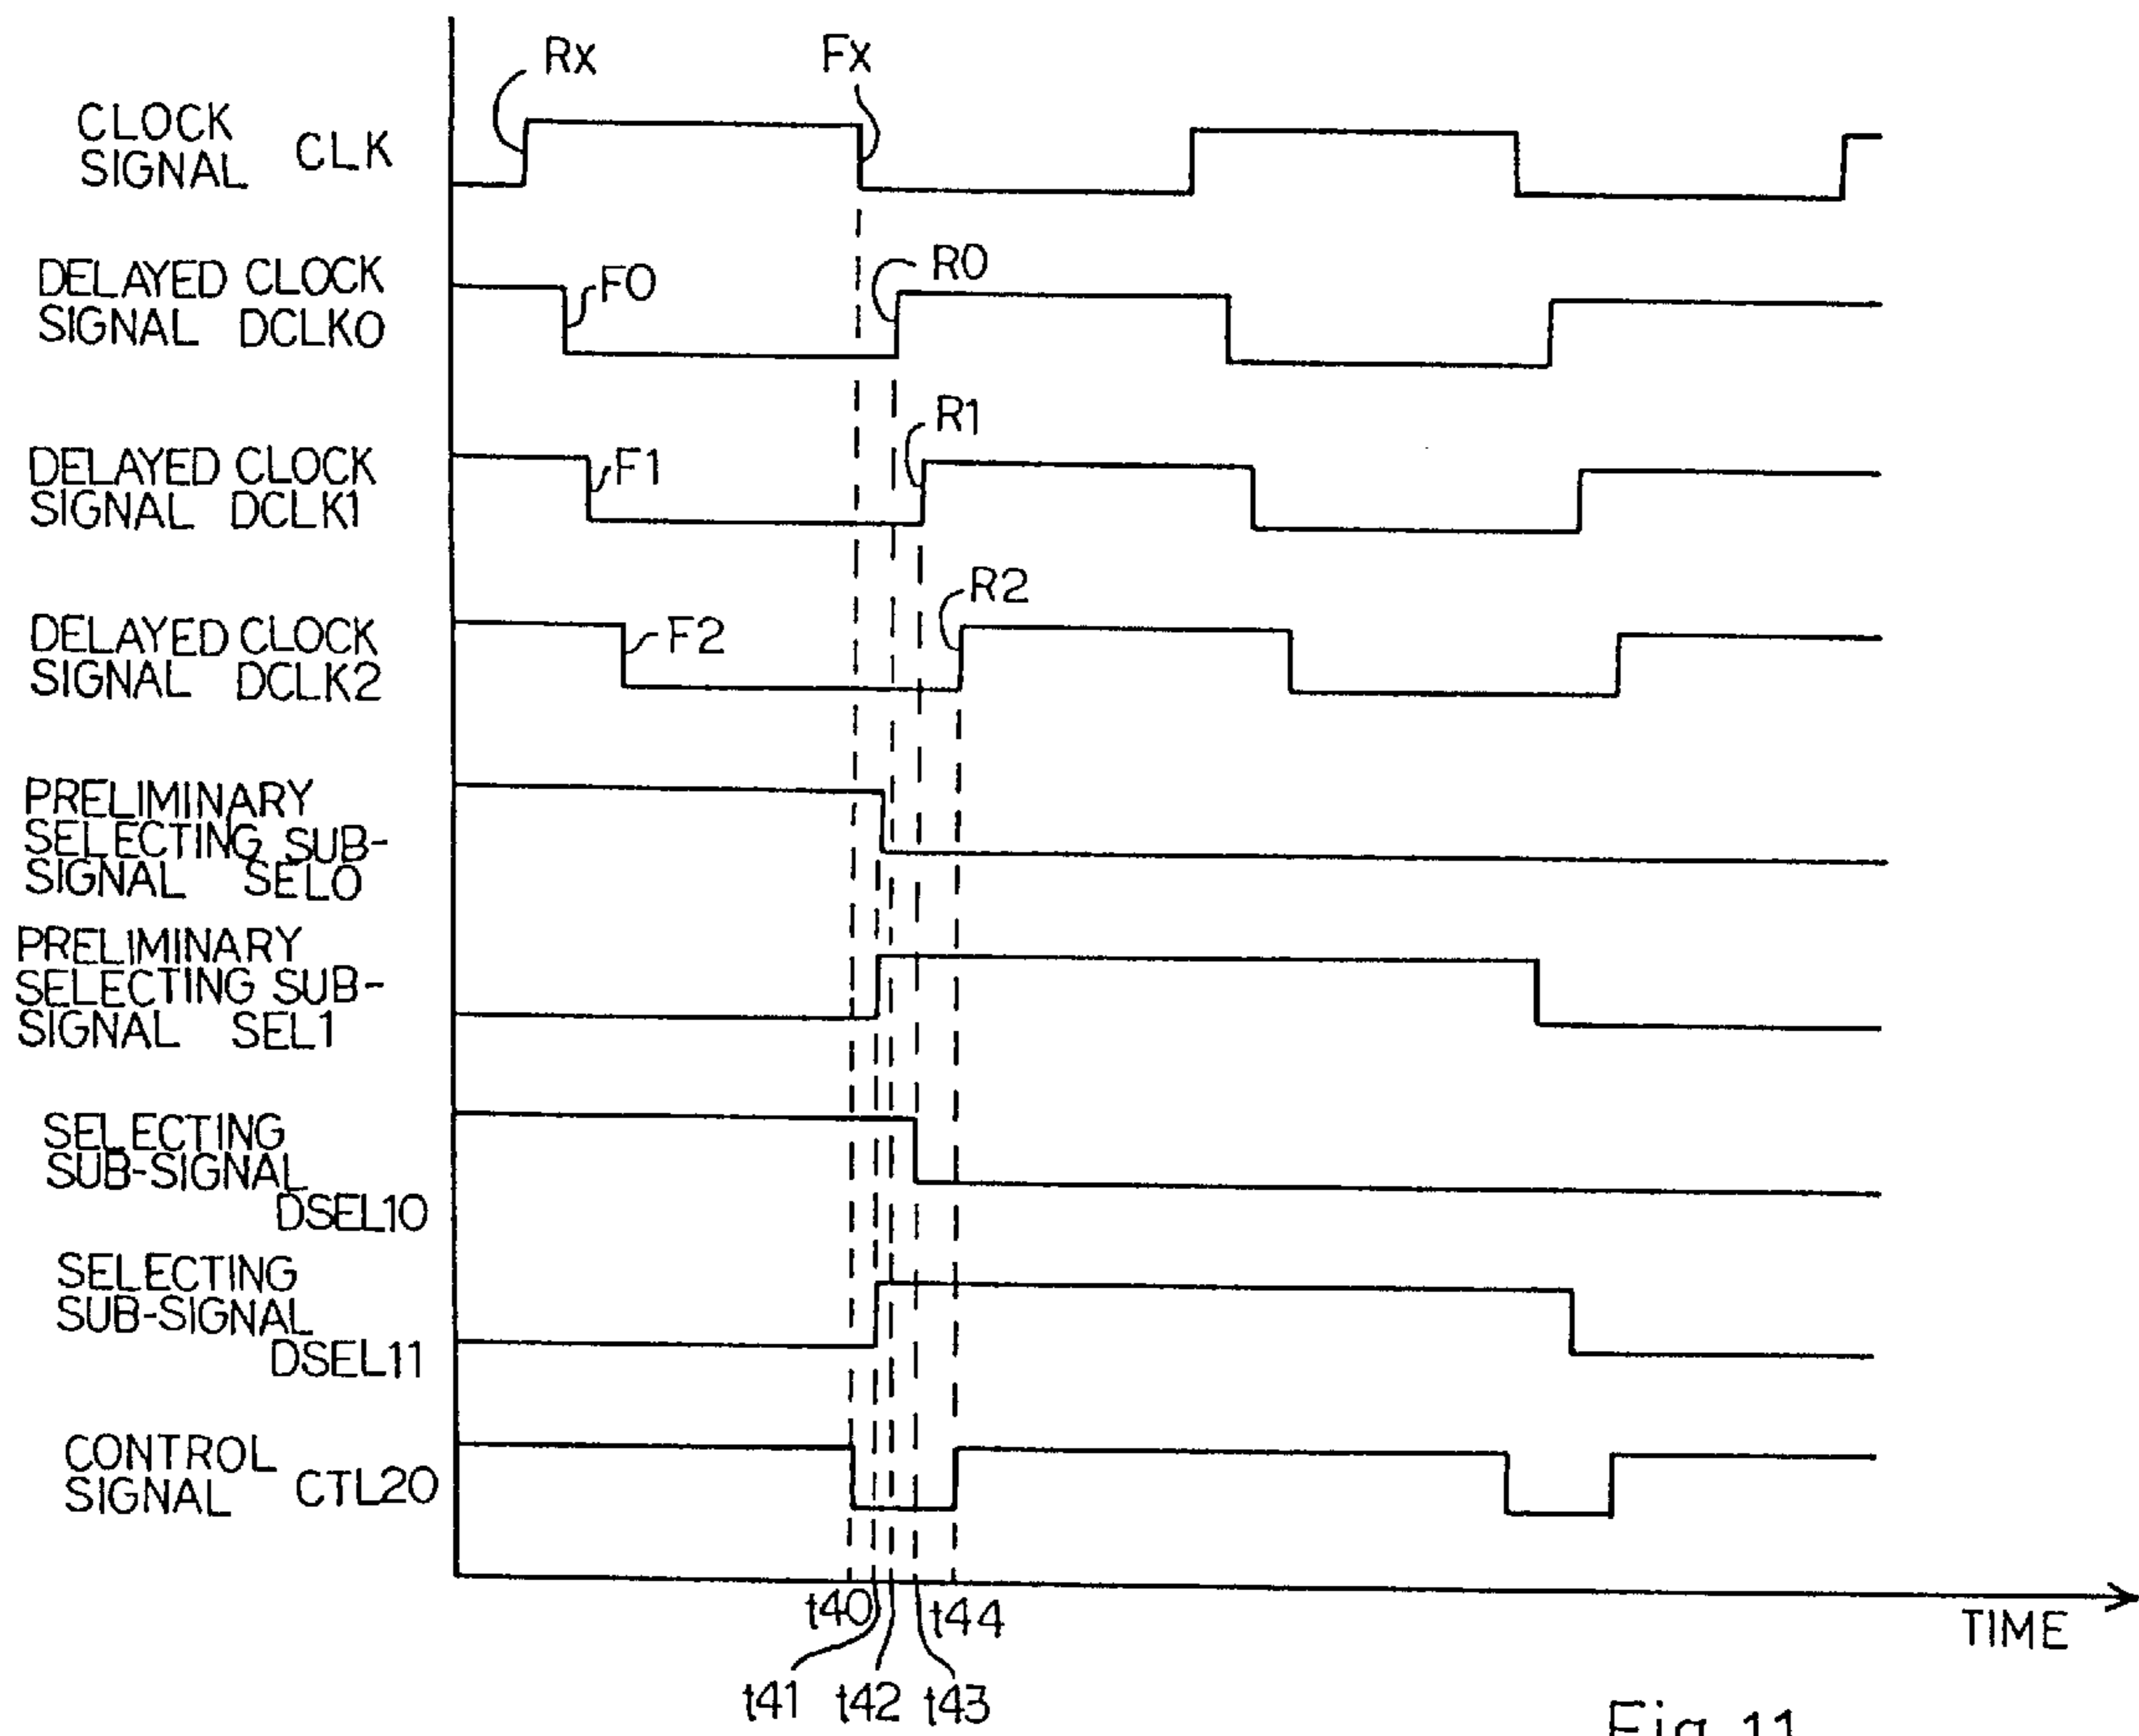 Rx
Fx
CLOCK
SIGNAL CLK
DELAYED CLOCK
SIGNAL DCLK0
F0
R0
DELAYED CLOCK
SIGNAL DCLK1
F1
R1
DELAYED CLOCK
SIGNAL DCLK2
F2
R2
PRELIMINARY
SELECTING SUB-
SIGNAL SEL0
PRELIMINARY
SELECTING SUB-
SIGNAL SEL1
SELECTING
SUB-SIGNAL
DSEL10
SELECTING
SUB-SIGNAL
DSEL11
CONTROL
SIGNAL CTL20
t40
t44
TIME
t41
t42
t43
Fig. 11